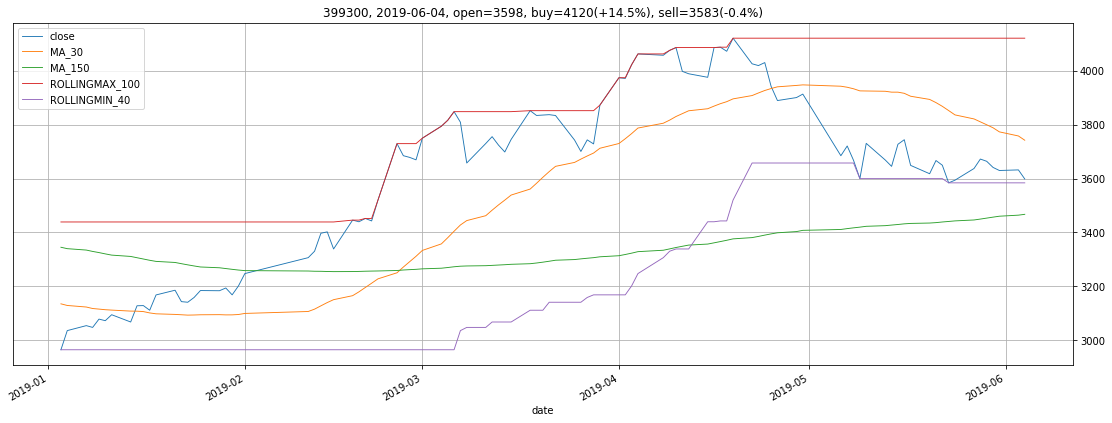 399300, 2019-06-04, open=3598, buy=4120(+14.5%), sell=3583(-0.4%)
close
MA_30
MA_150
ROLLINGMAX_100
ROLLINGMIN_40
4000
3800
3600
3400
3200
3000
2019-01
2019-02
2019-03
2019-04
2019-05
2019-06
date